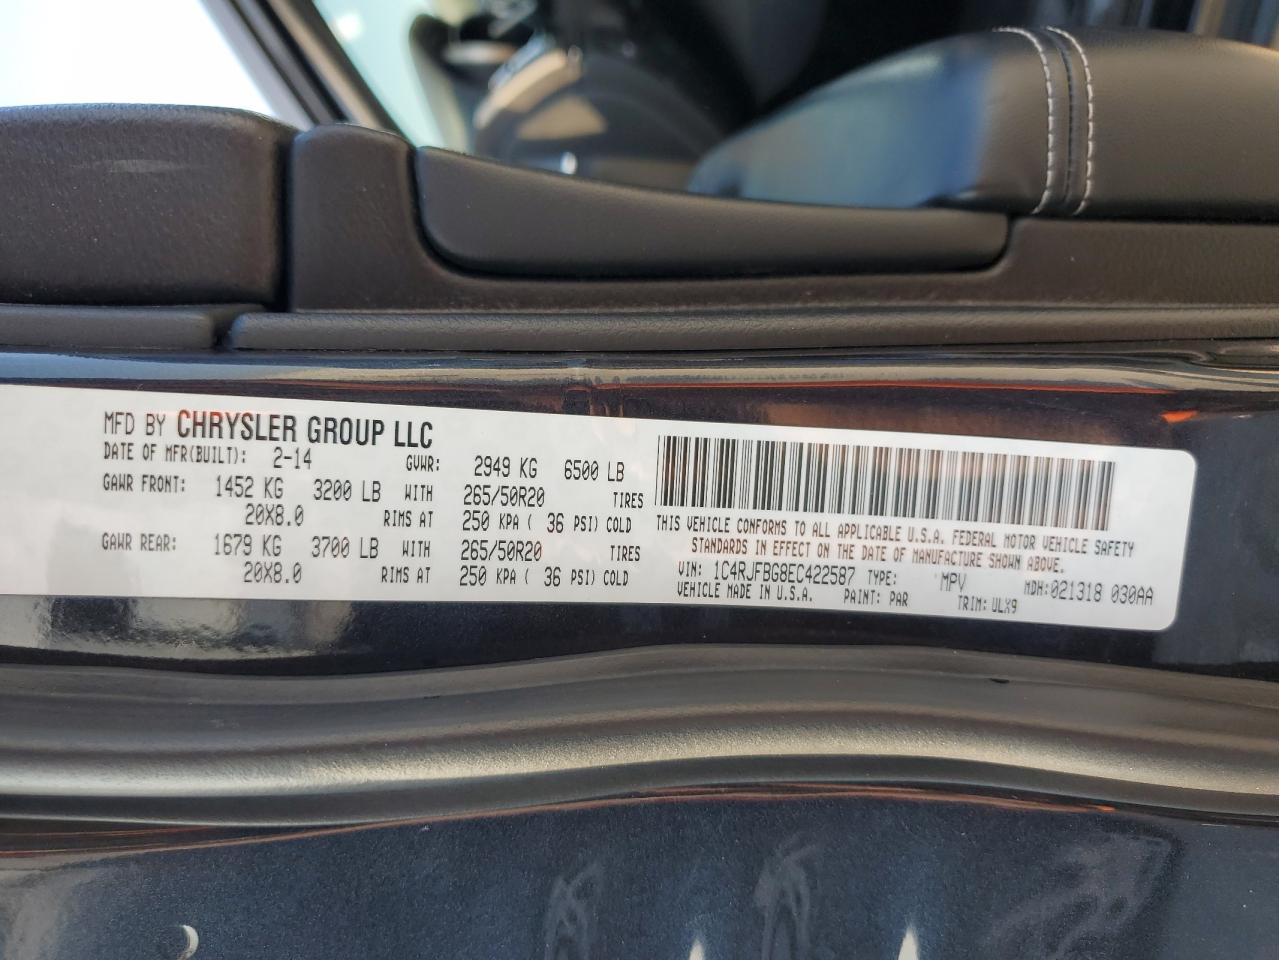 MFD BY CHRYSLER GROUP LLC
DATE OF MFR(BUILT): 2-14 GVWR: 2949 KG 6500 LB
GAWR FRONT: 1452 KG 3200 LB WITH 265/50R20 TIRES
20X8.0 RIMS AT 250 KPA ( 36 PSI) COLD
GAWR REAR: 1679 KG 3700 LB WITH 265/50R20 TIRES
20X8.0 RIMS AT 250 KPA ( 36 PSI) COLD
THIS VEHICLE CONFORMS TO ALL APPLICABLE U.S.A. FEDERAL MOTOR VEHICLE SAFETY
STANDARDS IN EFFECT ON THE DATE OF MANUFACTURE SHOWN ABOVE.
VIN: 1C4RJFBG8EC422587 TYPE: MPV MDH:021318 030AA
VEHICLE MADE IN U.S.A. PAINT: PAR TRIM: ULX9